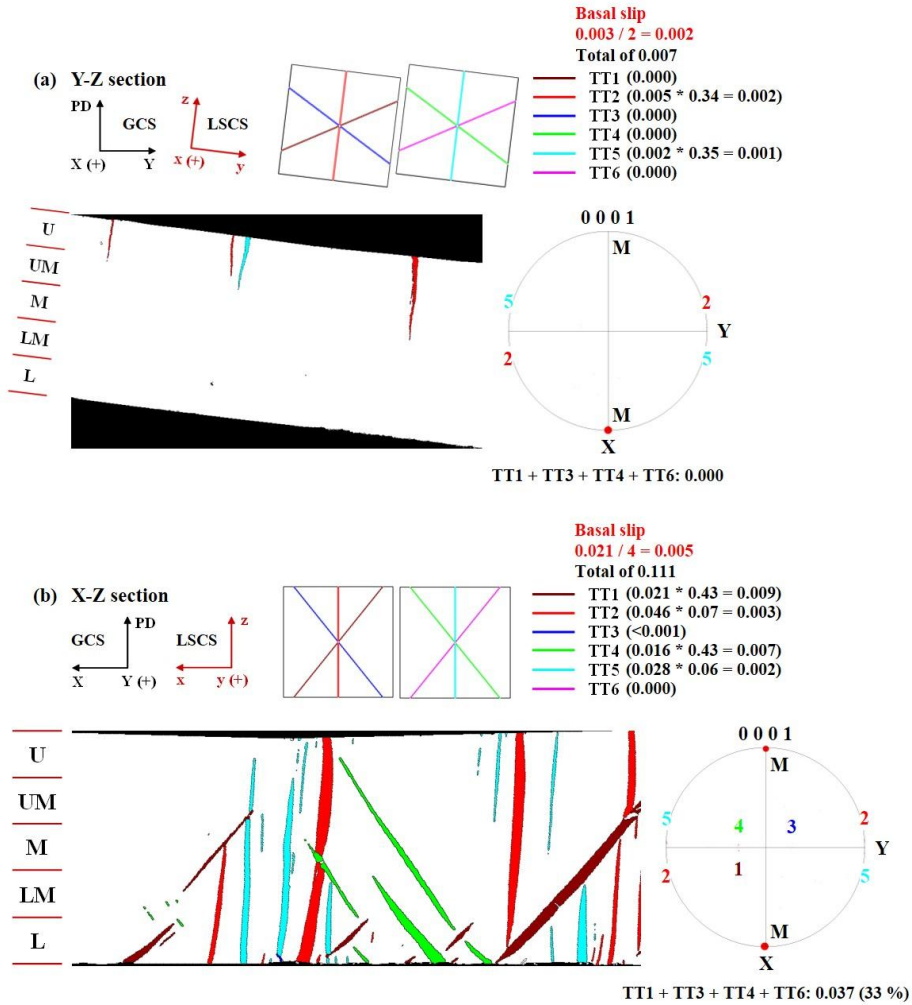 Basal slip
0.003 / 2 = 0.002
Total of 0.007
(a) Y-Z section
TT1 (0.000)
TT2 (0.005 * 0.34 = 0.002)
TT3 (0.000)
TT4 (0.000)
TT5 (0.002 * 0.35 = 0.001)
TT6 (0.000)
PD
GCS
X (+)
Y
z
LSCS
x (+)
y
U
UM
M
LM
L
0 0 0 1
M
5
2
Y
2
5
M
X
TT1 + TT3 + TT4 + TT6: 0.000
Basal slip
0.021 / 4 = 0.005
Total of 0.111
(b) X-Z section
TT1 (0.021 * 0.43 = 0.009)
TT2 (0.046 * 0.07 = 0.003)
TT3 (<0.001)
TT4 (0.016 * 0.43 = 0.007)
TT5 (0.028 * 0.06 = 0.002)
TT6 (0.000)
GCS
PD
X
Y (+)
LSCS
z
x
y (+)
U
UM
M
LM
L
0 0 0 1
M
5
2
4
3
Y
1
2
5
M
X
TT1 + TT3 + TT4 + TT6: 0.037 (33 %)